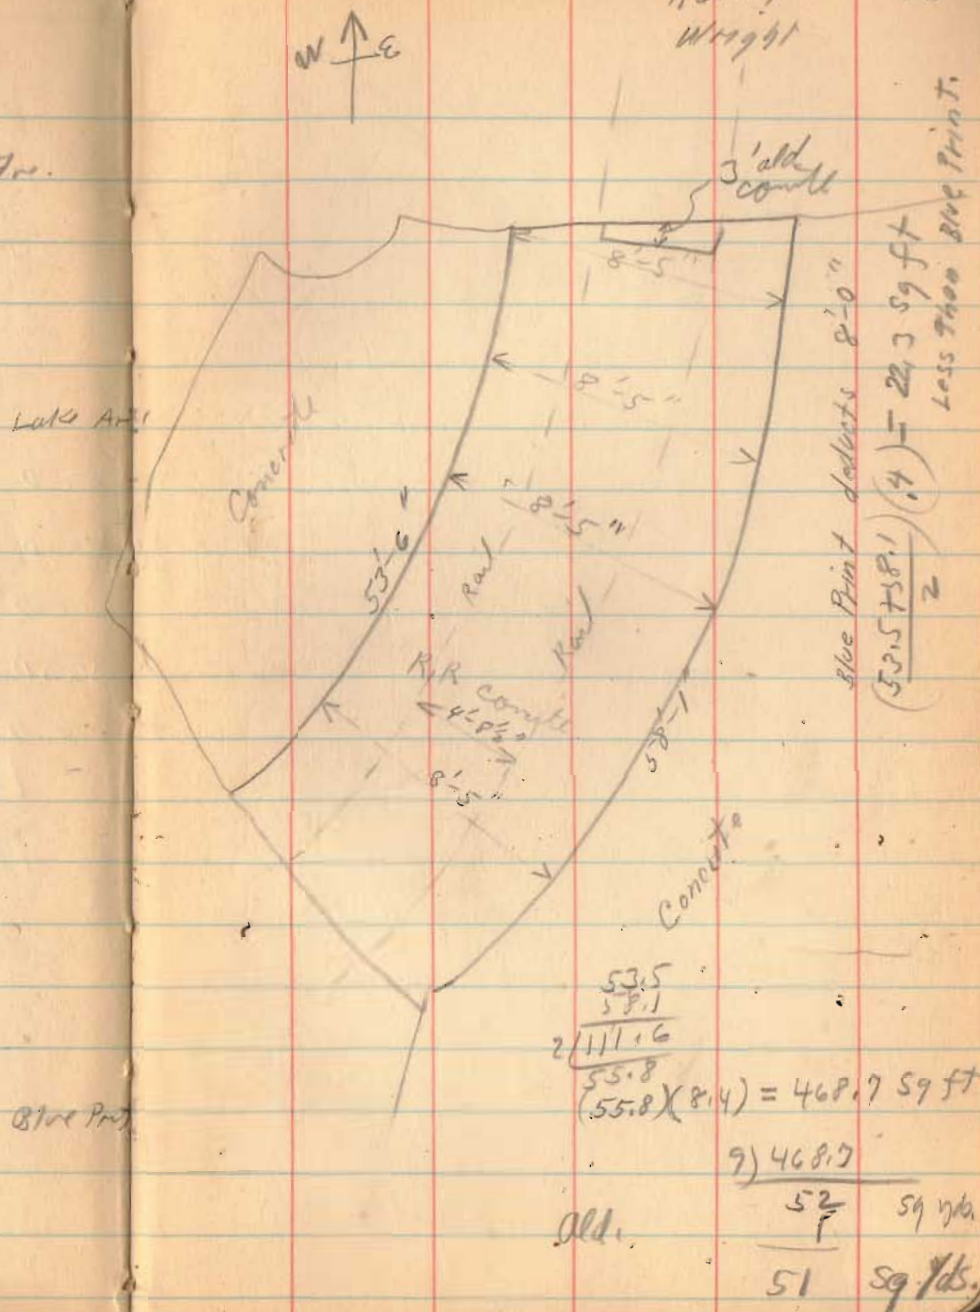 Wright
W E
3' old
concrete
8'-5"
Lake
Concrete
8'-5"
8'-5"
53'-6"
Rail
Rail
R.R
concrete
4'-8½"
8'-5"
58'-1"
Concrete
Blue Print deducts 8'-0"
(53.5+58.1)(.4) = 22.3 Sq ft
2
Less Than Blue Print.
53.5
58.1
2/111.6
55.8
(55.8)(8.4) = 468.7 Sq ft
Blue
9)468.7
52 sq yds.
1
51 sq. Yds.